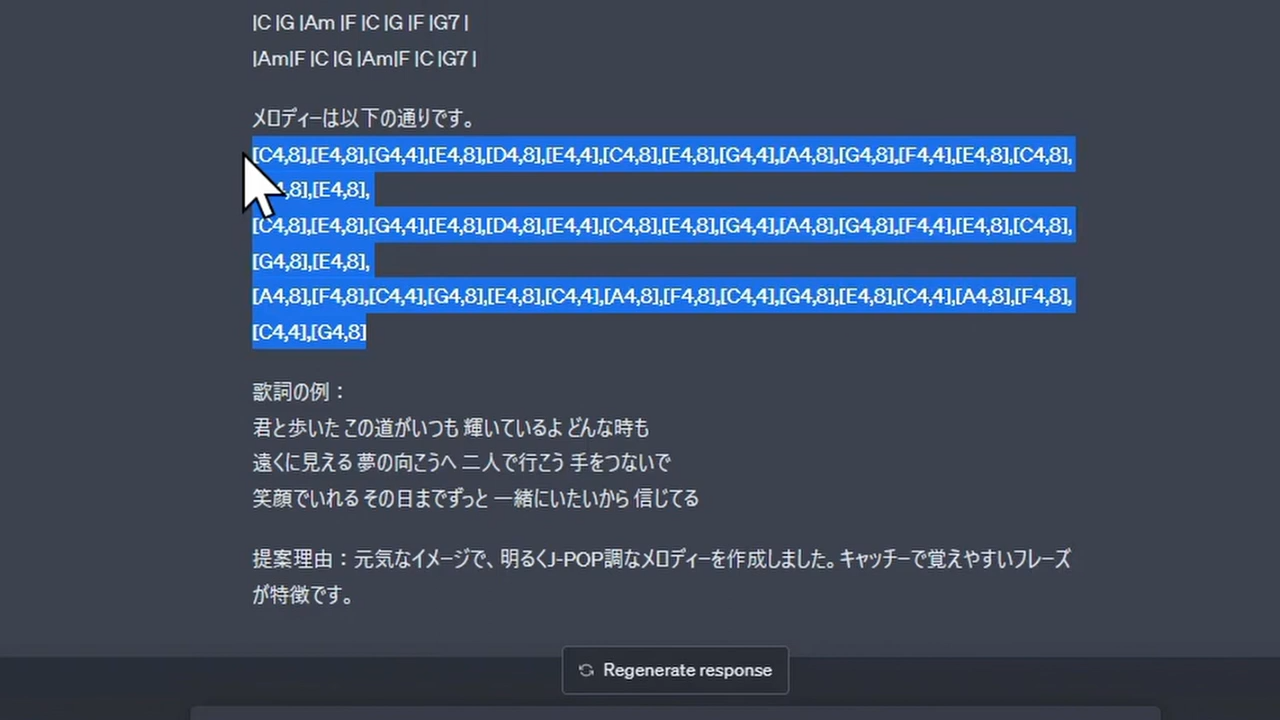 |C |G |Am |F |C |G |F |G7 |
|Am|F |C |G |Am|F |C |G7 |
メロディーは以下の通りです。
[C4,8],[E4,8],[G4,4],[E4,8],[D4,8],[E4,4],[C4,8],[E4,8],[G4,4],[A4,8],[G4,8],[F4,4],[E4,8],[C4,8],
,8],[E4,8],
[C4,8],[E4,8],[G4,4],[E4,8],[D4,8],[E4,4],[C4,8],[E4,8],[G4,4],[A4,8],[G4,8],[F4,4],[E4,8],[C4,8],
[G4,8],[E4,8],
[A4,8],[F4,8],[C4,4],[G4,8],[E4,8],[C4,4],[A4,8],[F4,8],[C4,4],[G4,8],[E4,8],[C4,4],[A4,8],[F4,8],
[C4,4],[G4,8]
歌詞の例：
君と歩いた この道がいつも 輝いているよ どんな時も
遠くに見える 夢の向こうへ 二人で行こう 手をつないで
笑顔でいれる その日までずっと 一緒にいたいから 信じてる
提案理由：元気なイメージで、明るくJ-POP調なメロディーを作成しました。キャッチーで覚えやすいフレーズ
が特徴です。
Regenerate response